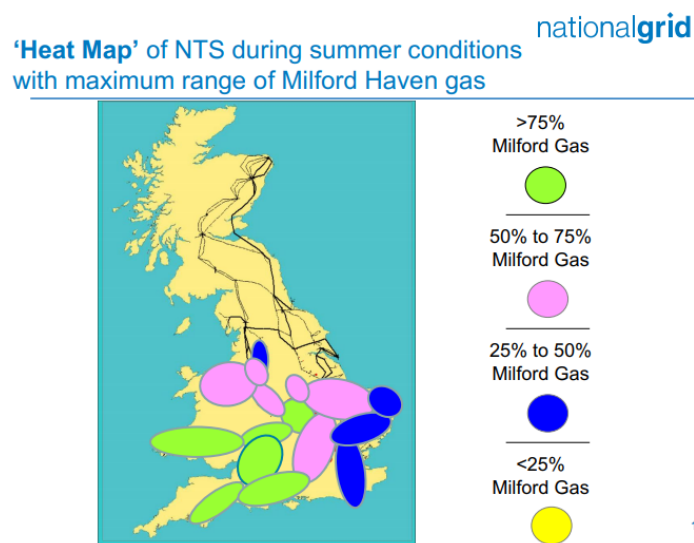 nationalgrid
'Heat Map' of NTS during summer conditions
with maximum range of Milford Haven gas
>75%
Milford Gas
50% to 75%
Milford Gas
25% to 50%
Milford Gas
<25%
Milford Gas